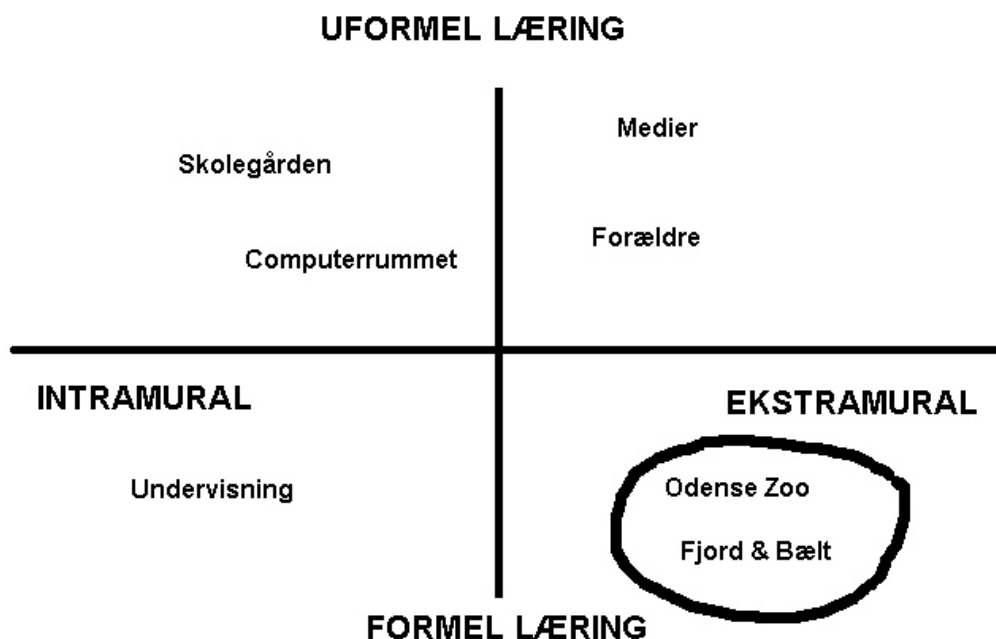 UFORMEL LÆRING
Medier
Skolegården
Forældre
Computerrummet
INTRAMURAL
EKSTRAMURAL
Undervisning
Odense Zoo
Fjord & Bælt
FORMEL LÆRING